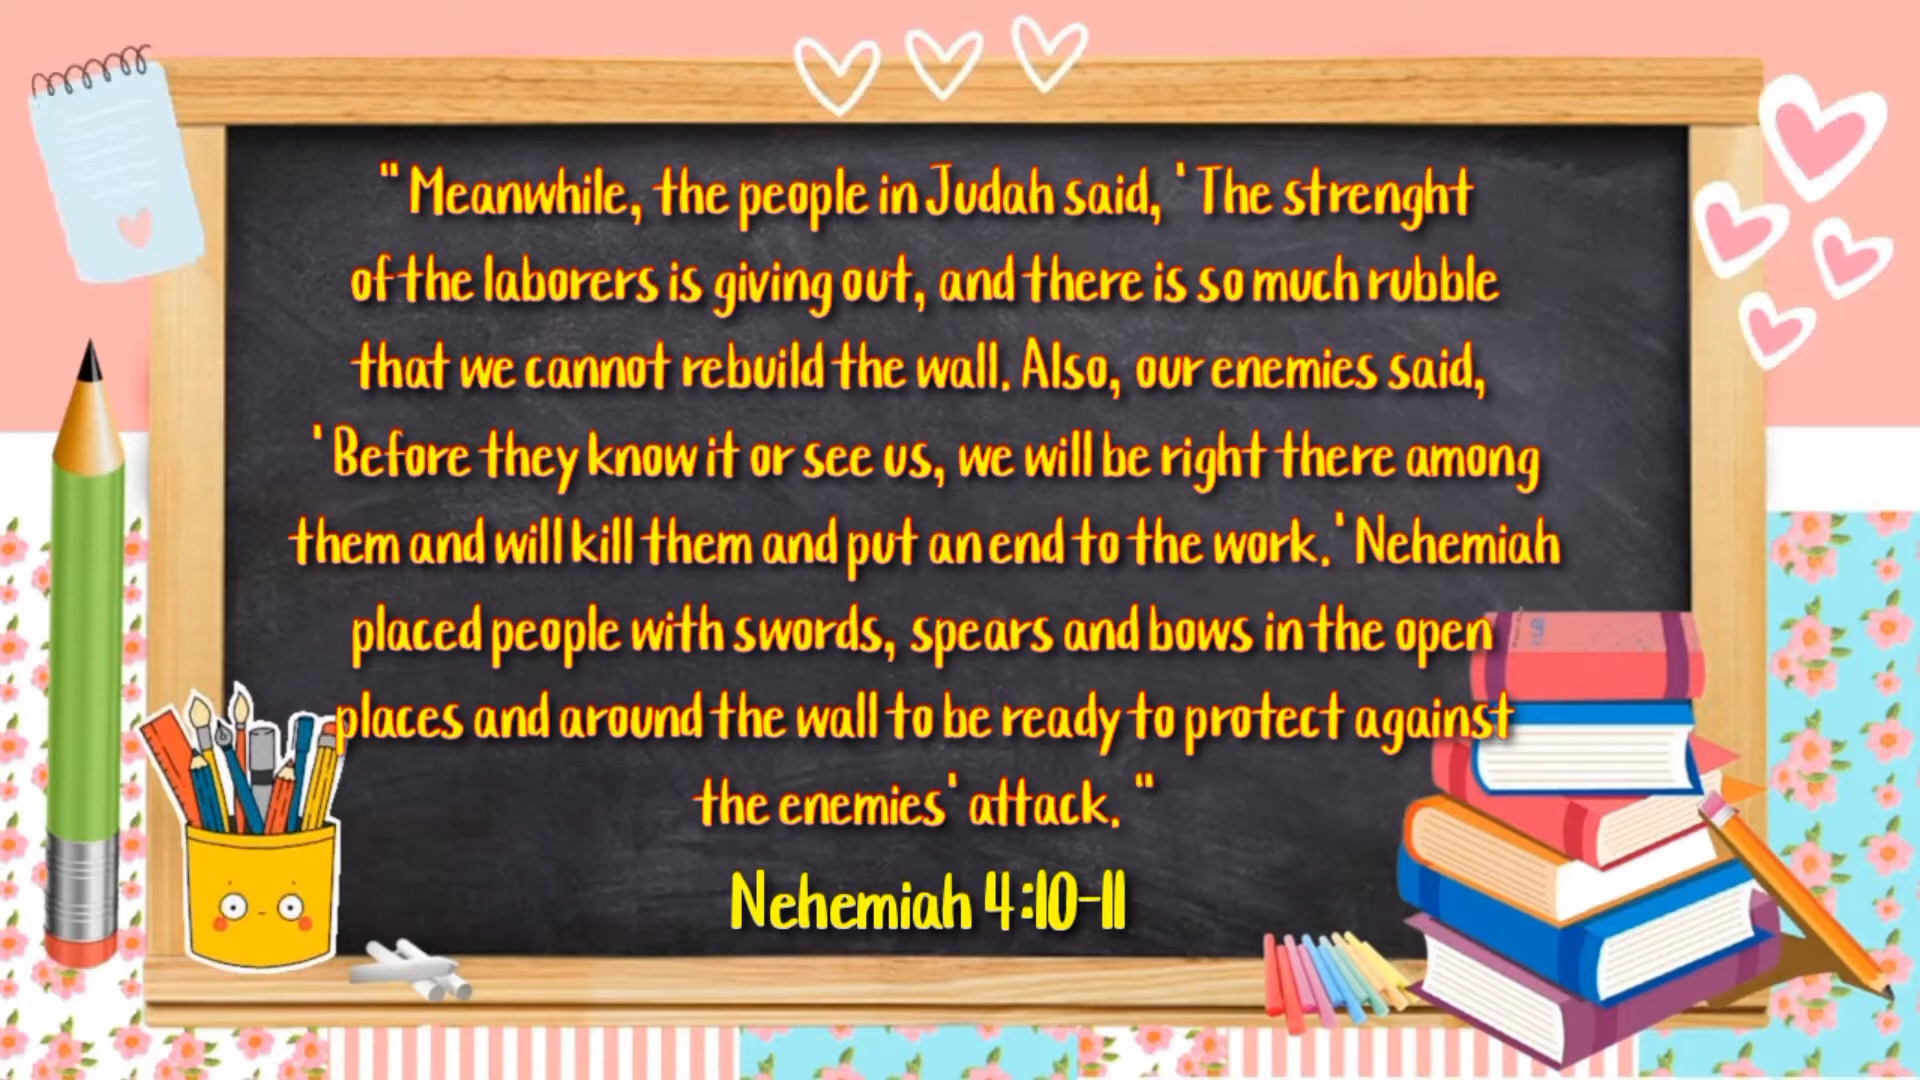 "Meanwhile, the people in Judah said, 'The strenght
of the laborers is giving out, and there is so much rubble
that we cannot rebuild the wall. Also, our enemies said,
'Before they know it or see us, we will be right there among
them and will kill them and put an end to the work.' Nehemiah
placed people with swords, spears and bows in the open
places and around the wall to be ready to protect against
the enemies' attack. "
Nehemiah 4:10-11